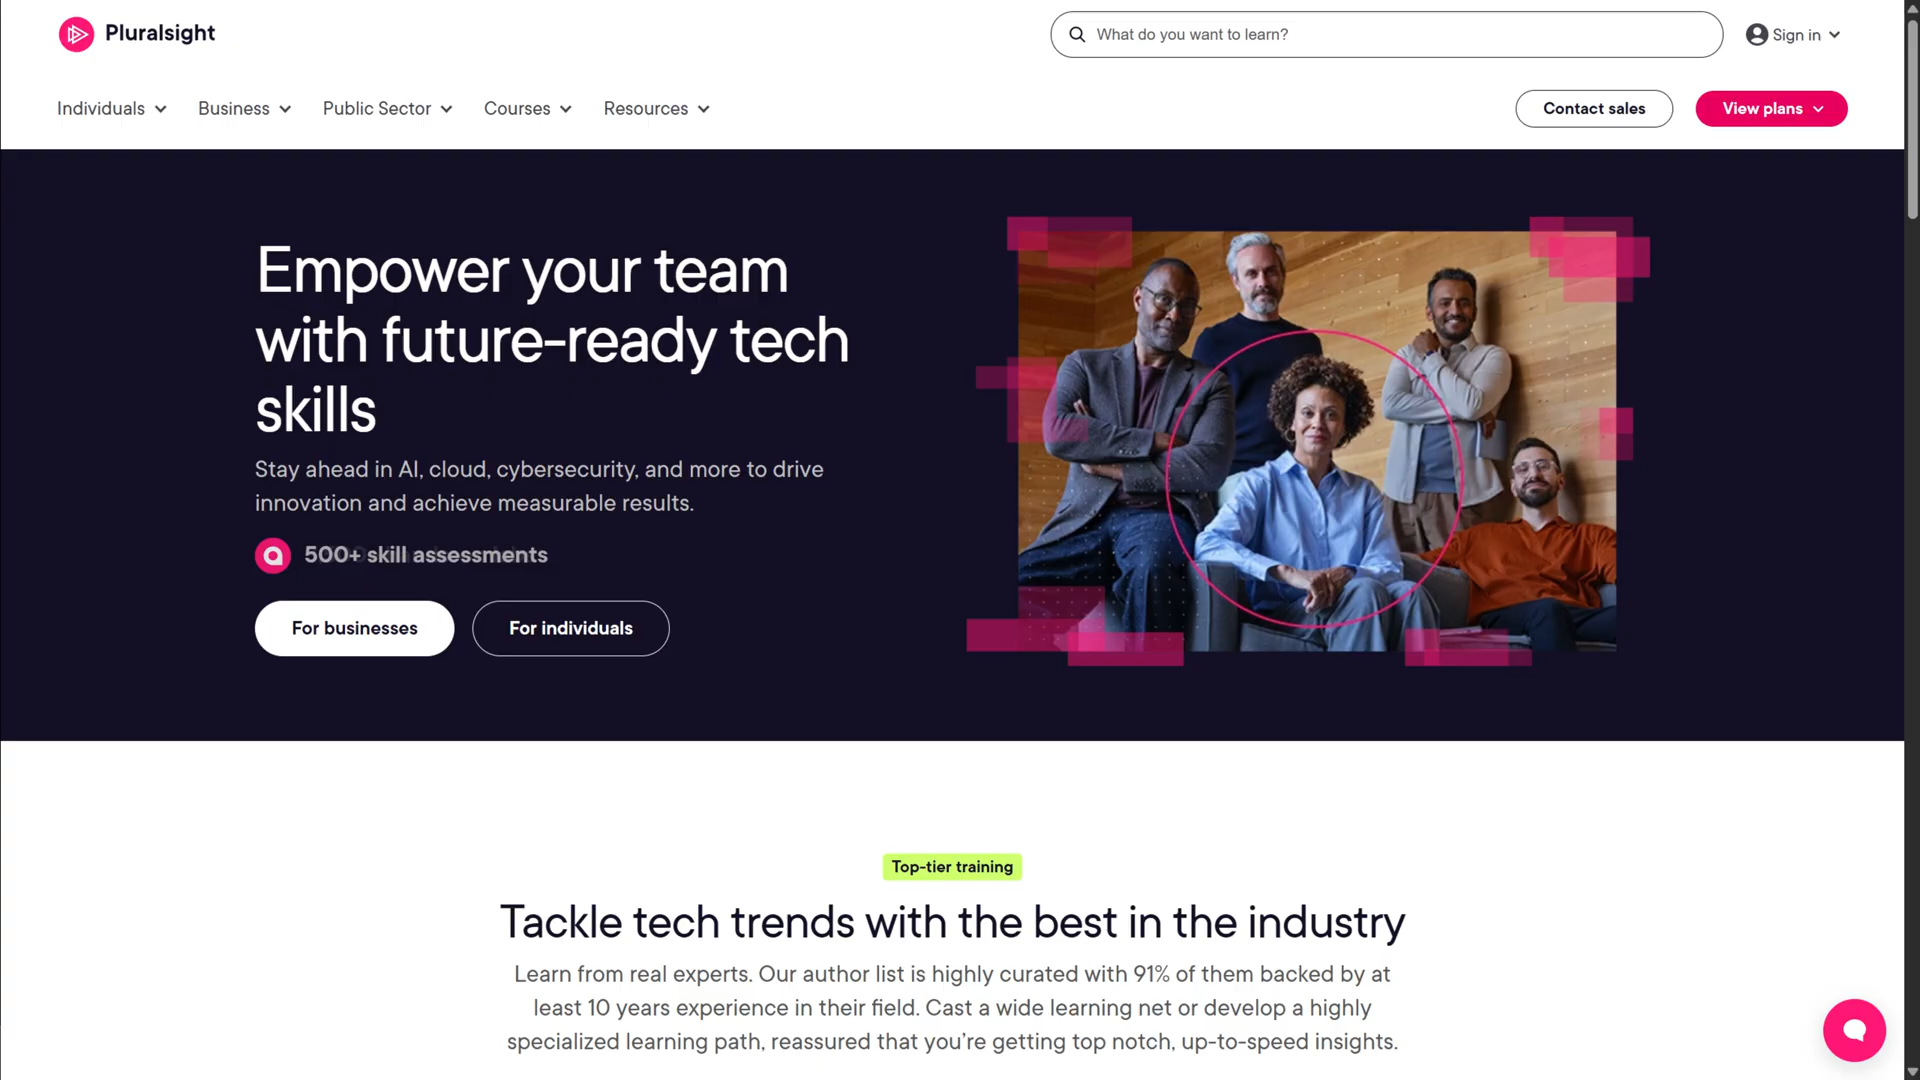 Pluralsight
What do you want to learn?
Sign in
Individuals
Business
Public Sector
Courses
Resources
Contact sales
View plans
Empower your team
with future-ready tech
skills
Stay ahead in AI, cloud, cybersecurity, and more to drive
innovation and achieve measurable results.
500+ skill assessments
For businesses
For individuals
Top-tier training
Tackle tech trends with the best in the industry
Learn from real experts. Our author list is highly curated with 91% of them backed by at
least 10 years experience in their field. Cast a wide learning net or develop a highly
specialized learning path, reassured that you’re getting top notch, up-to-speed insights.